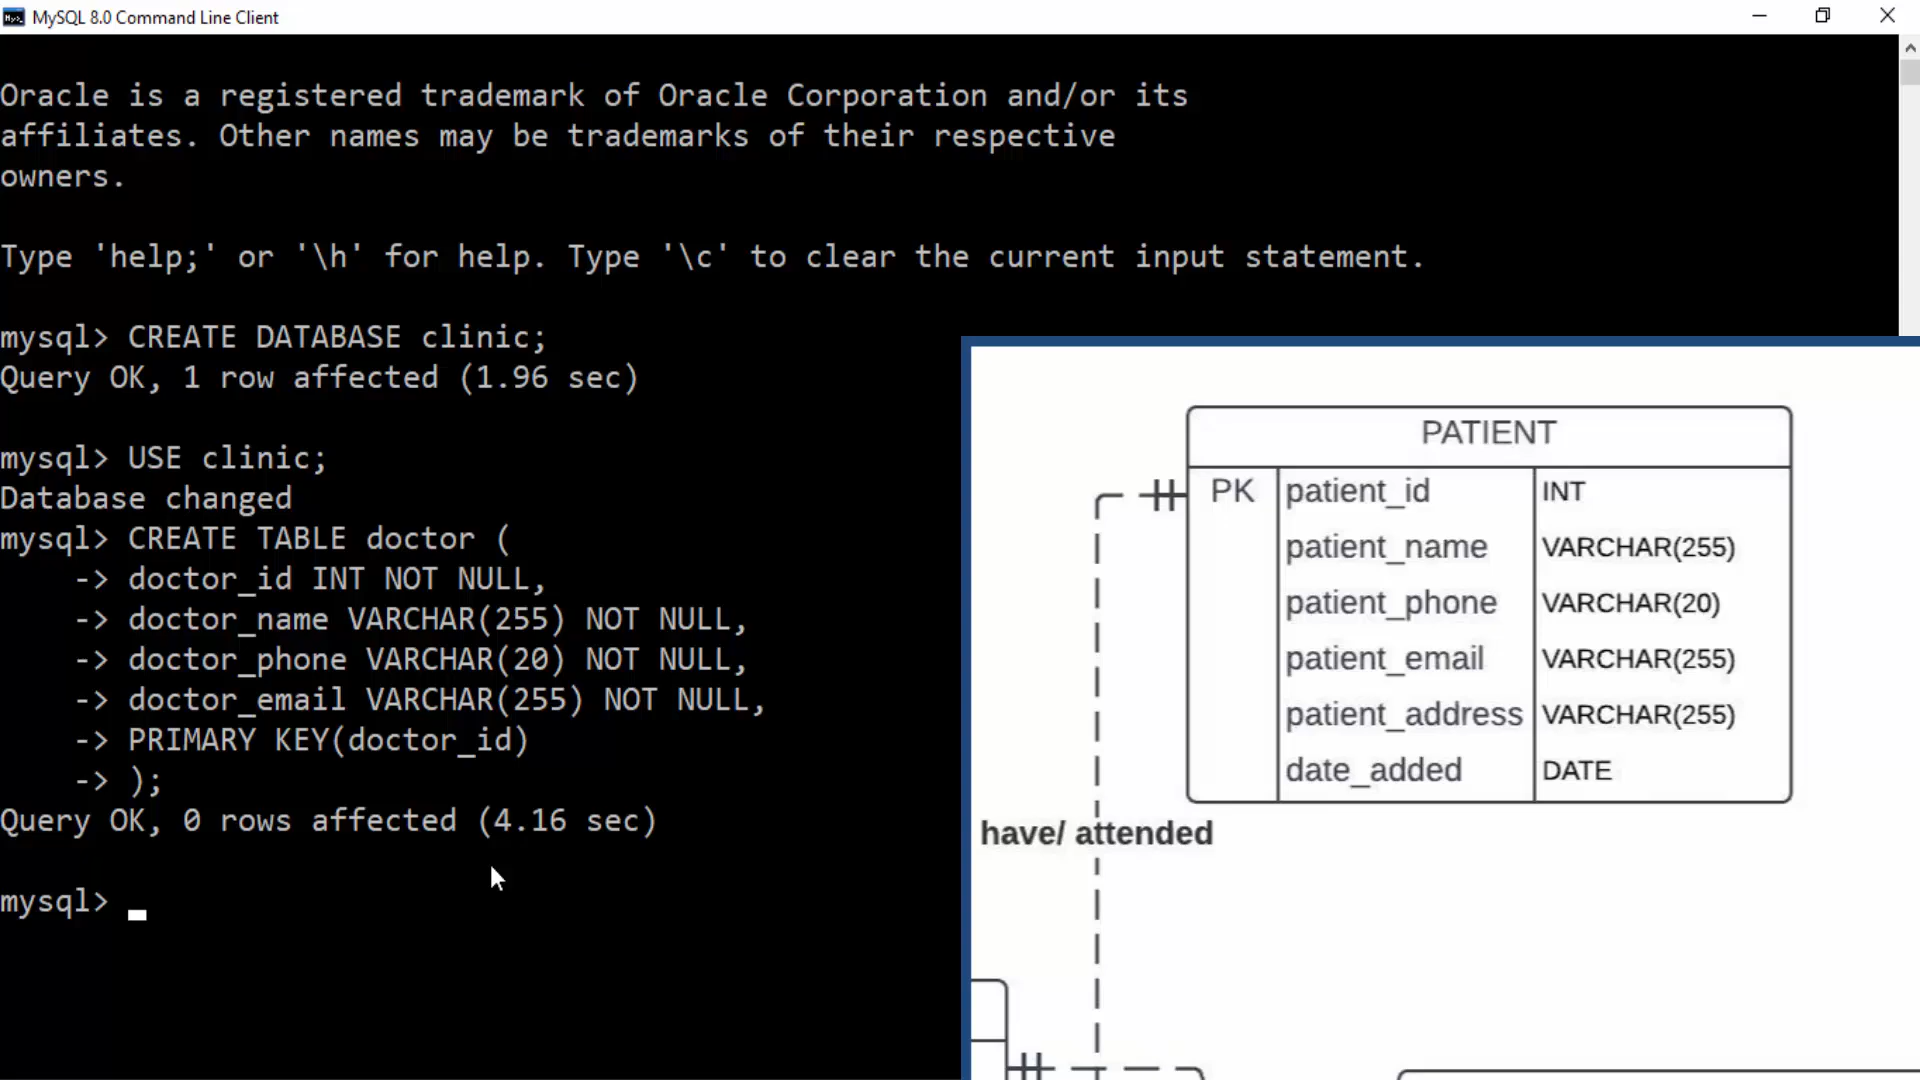 MySQL 8.0 Command Line Client
Oracle is a registered trademark of Oracle Corporation and/or its
affiliates. Other names may be trademarks of their respective
owners.
Type 'help;' or '\h' for help. Type '\c' to clear the current input statement.
mysql> CREATE DATABASE clinic;
Query OK, 1 row affected (1.96 sec)
mysql> USE clinic;
Database changed
mysql> CREATE TABLE doctor (
-> doctor_id INT NOT NULL,
-> doctor_name VARCHAR(255) NOT NULL,
-> doctor_phone VARCHAR(20) NOT NULL,
-> doctor_email VARCHAR(255) NOT NULL,
-> PRIMARY KEY(doctor_id)
-> );
Query OK, 0 rows affected (4.16 sec)
mysql>
PATIENT
PK patient_id INT
patient_name VARCHAR(255)
patient_phone VARCHAR(20)
patient_email VARCHAR(255)
patient_address VARCHAR(255)
date_added DATE
have/ attended